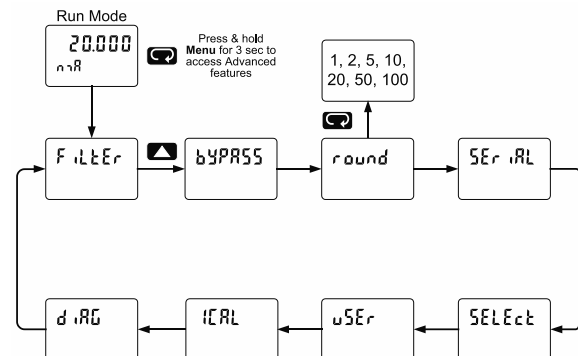 Run Mode
20.000
mA
Press & hold
Menu for 3 sec to
access Advanced
features
1, 2, 5, 10,
20, 50, 100
FiLtEr
bYPASS
round
SEriAL
diAG
ICAL
uSEr
SELEct